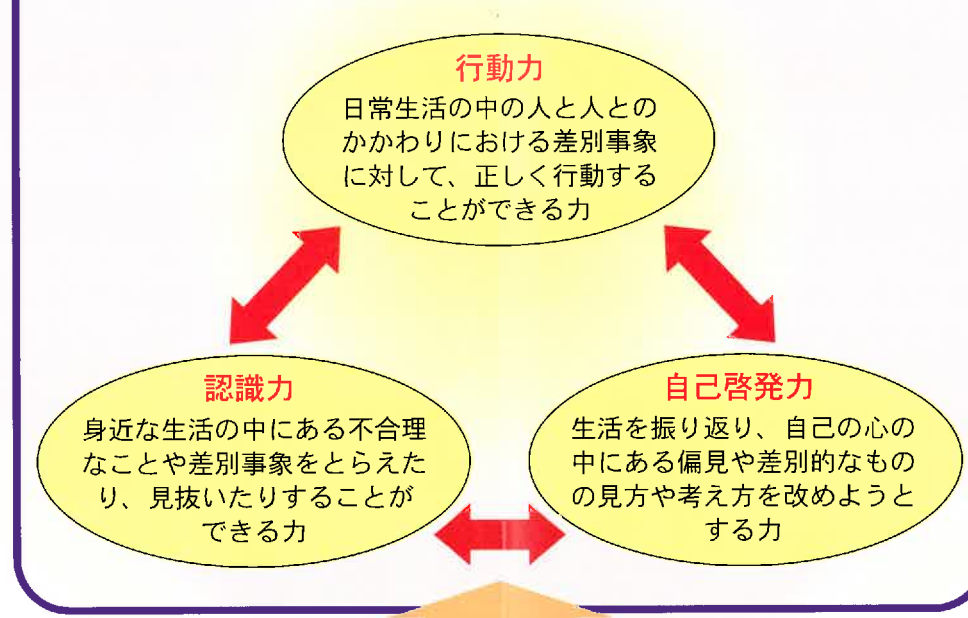 行動力
日常生活の中の人と人との
かかわりにおける差別事象
に対して、正しく行動する
ことができる力
認識力
身近な生活の中にある不合理
なことや差別事象をとらえた
り、見抜いたりすることが
できる力
自己啓発力
生活を振り返り、自己の心の
中にある偏見や差別的なもの
の見方や考え方を改めようと
する力